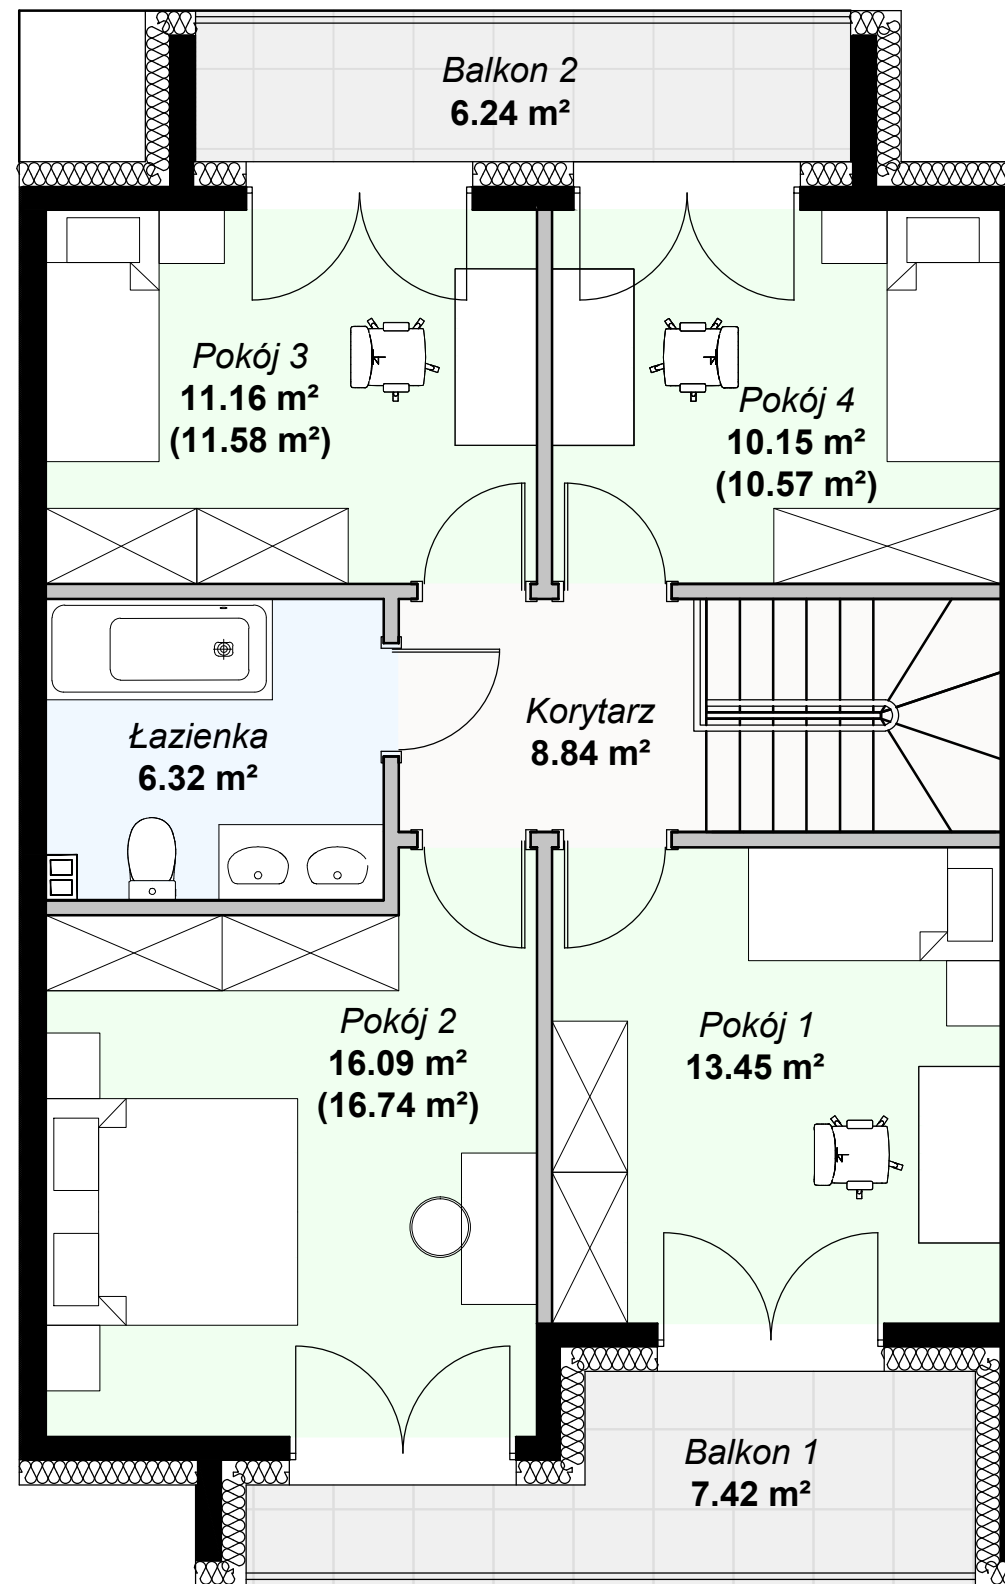 Balkon 2
6.24 m²
Pokój 3
11.16 m²
(11.58 m²)
Pokój 4
10.15 m²
(10.57 m²)
Łazienka
6.32 m²
Korytarz
8.84 m²
Pokój 2
16.09 m²
(16.74 m²)
Pokój 1
13.45 m²
Balkon 1
7.42 m²